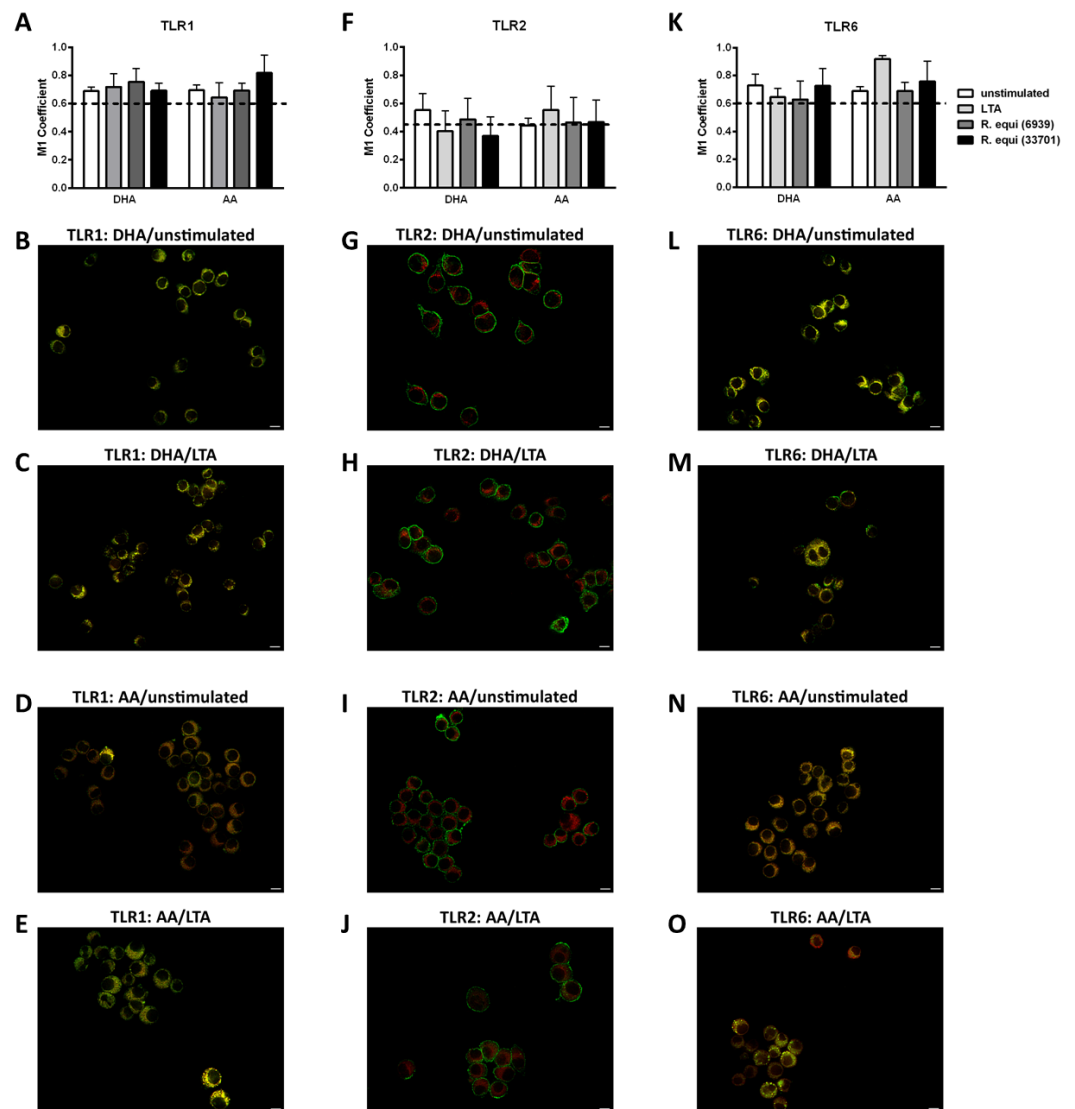 A
TLR1
M1 Coefficient
1.0
0.8
0.6
0.4
0.2
0.0
DHA
AA
F
TLR2
M1 Coefficient
1.0
0.8
0.6
0.4
0.2
0.0
DHA
AA
K
TLR6
M1 Coefficient
1.0
0.8
0.6
0.4
0.2
0.0
DHA
AA
unstimulated
LTA
R. equi (6939)
R. equi (33701)
B
TLR1: DHA/unstimulated
G
TLR2: DHA/unstimulated
L
TLR6: DHA/unstimulated
C
TLR1: DHA/LTA
H
TLR2: DHA/LTA
M
TLR6: DHA/LTA
D
TLR1: AA/unstimulated
I
TLR2: AA/unstimulated
N
TLR6: AA/unstimulated
E
TLR1: AA/LTA
J
TLR2: AA/LTA
O
TLR6: AA/LTA